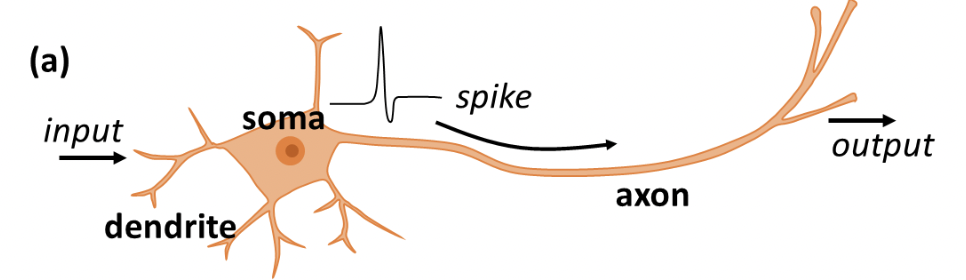 (a)
input
soma
spike
dendrite
axon
output